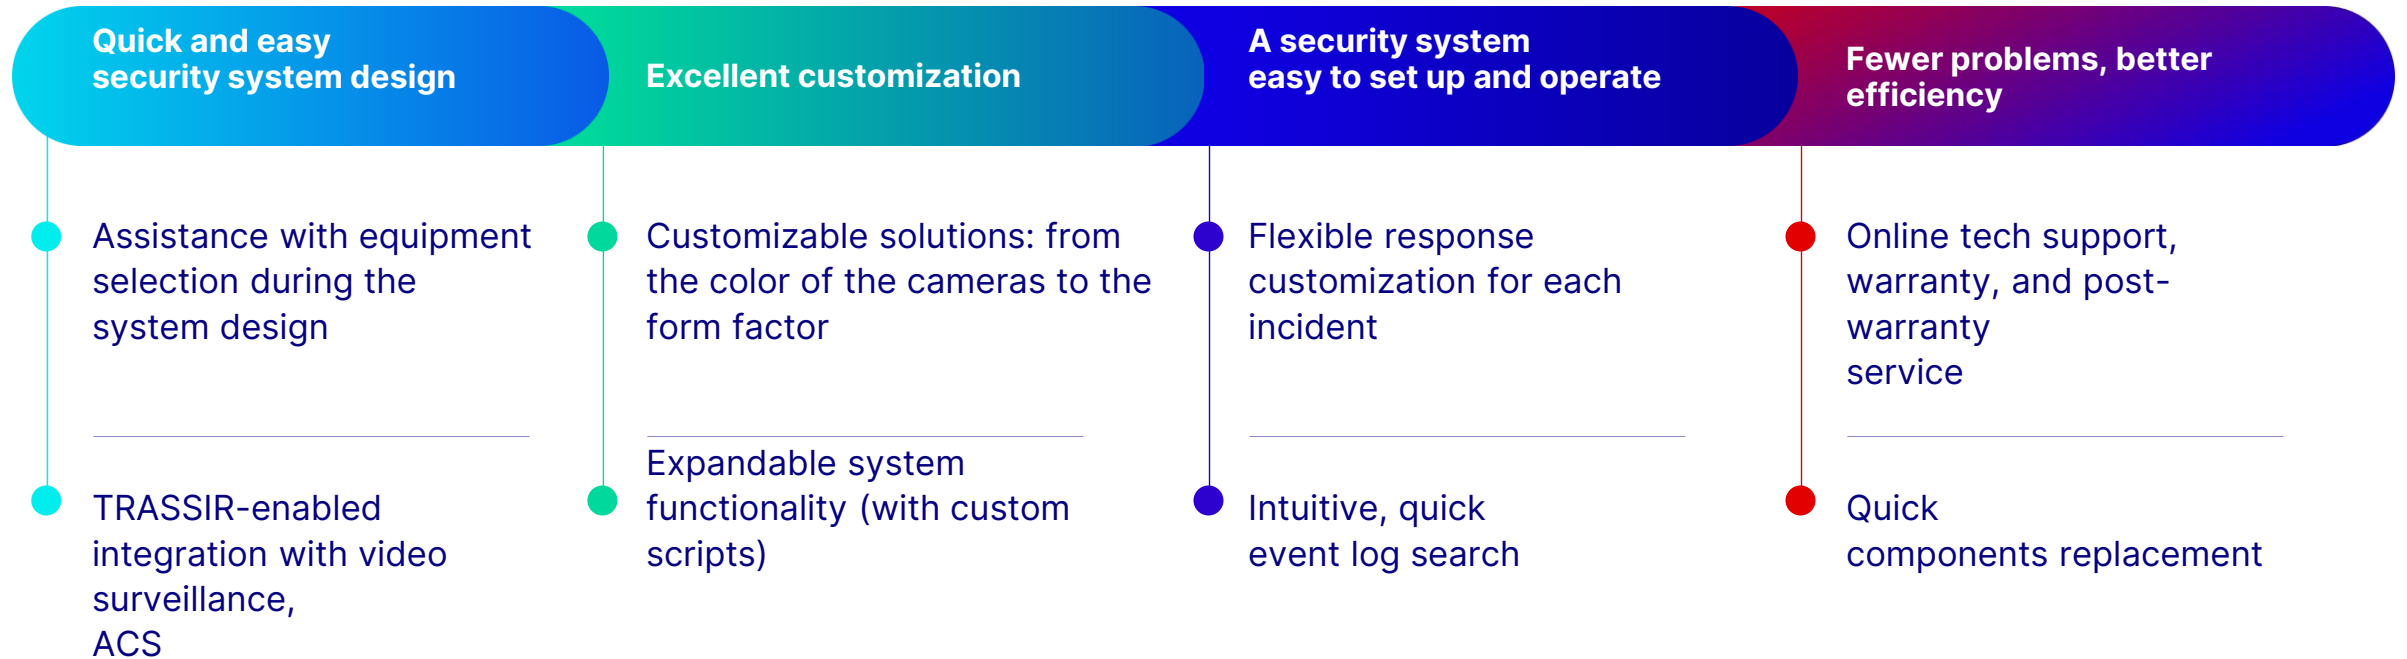 Quick and easy
security system design
Excellent customization
A security system
easy to set up and operate
Fewer problems, better
efficiency
Assistance with equipment
selection during the
system design
Customizable solutions: from
the color of the cameras to the
form factor
Flexible response
customization for each
incident
Online tech support,
warranty, and post-
warranty
service
TRASSIR-enabled
integration with video
surveillance,
ACS
Expandable system
functionality (with custom
scripts)
Intuitive, quick
event log search
Quick
components replacement